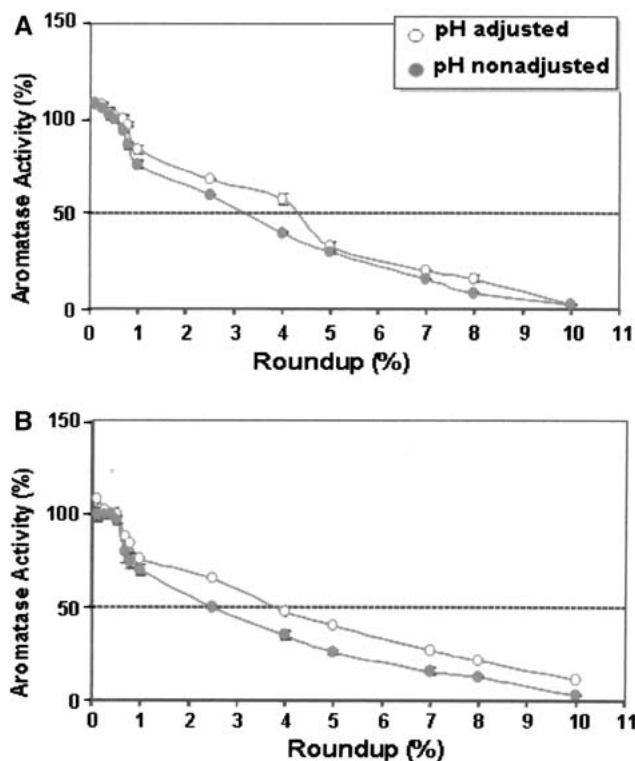 A
150
100
50
0
Aromatase Activity (%)
pH adjusted
pH nonadjusted
0 1 2 3 4 5 6 7 8 9 10 11
Roundup (%)
B
150
100
50
0
Aromatase Activity (%)
0 1 2 3 4 5 6 7 8 9 10 11
Roundup (%)